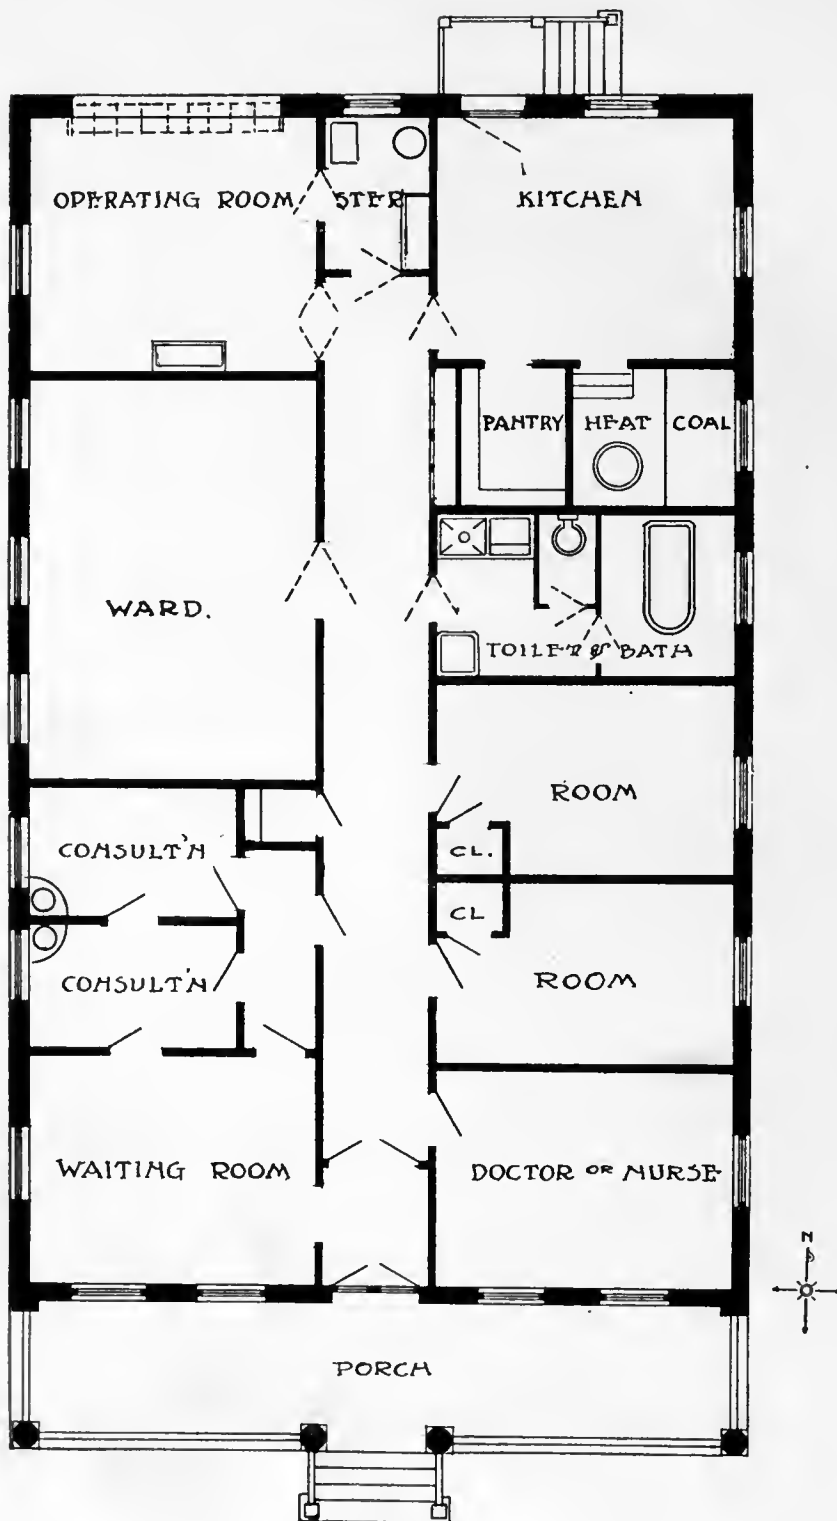 OPERATING ROOM
STER
KITCHEN
PANTRY
HEAT
COAL
WARD.
TOILET & BATH
ROOM
CONSULT'N
CL.
CL
CONSULT'N
ROOM
WAITING ROOM
DOCTOR OR NURSE
N
PORCH